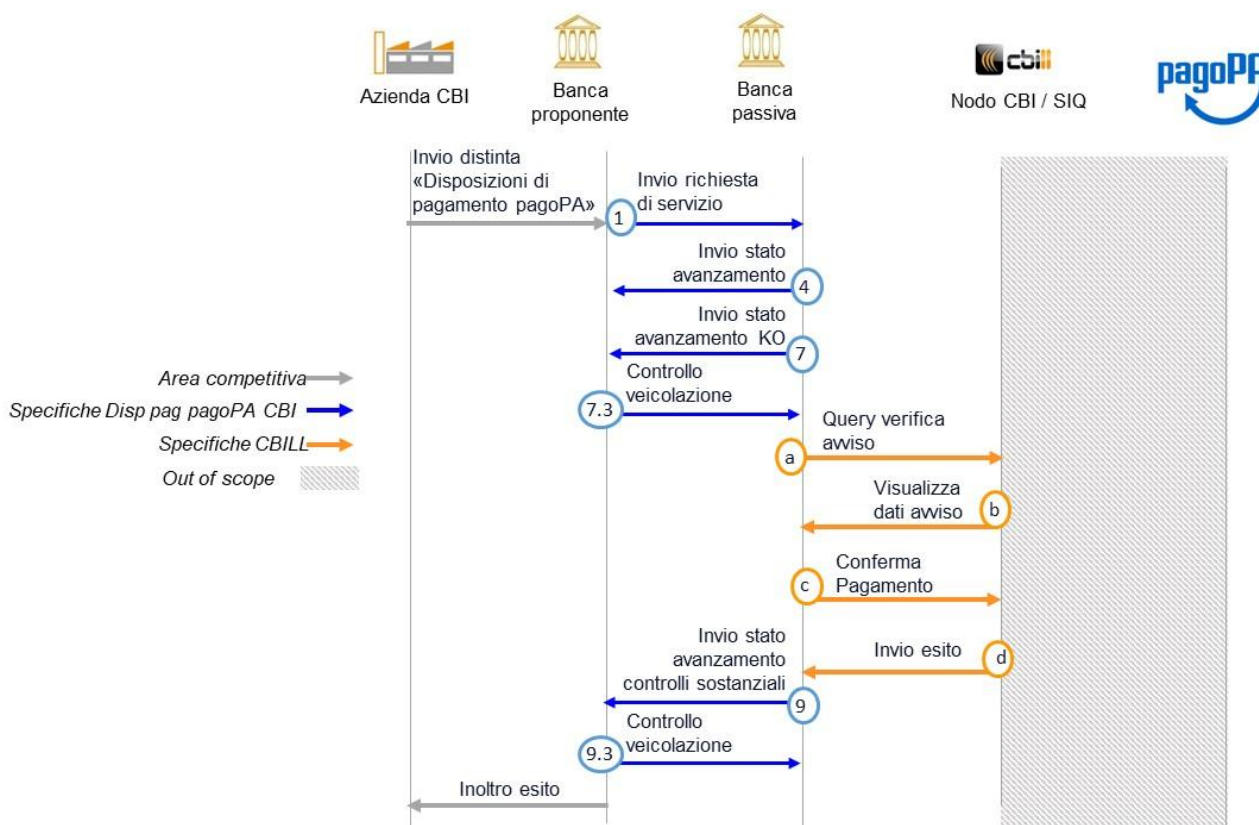 cbill
pagoPA
Azienda CBI
Banca
proponente
Banca
passiva
Nodo CBI / SIQ
Invio distinta
«Disposizioni di
pagamento pagoPA»
1
Invio richiesta
di servizio
Invio stato
avanzamento
4
Invio stato
avanzamento KO
7
Controllo
veicolazione
7.3
Area competitiva
Specifiche Disp pag pagoPA CBI
Specifiche CBILL
Out of scope
Query verifica
avviso
a
Visualizza
dati avviso
b
Conferma
Pagamento
c
Invio esito
d
Invio stato
avanzamento
controlli sostanziali
9
Controllo
veicolazione
9.3
Inoltro esito